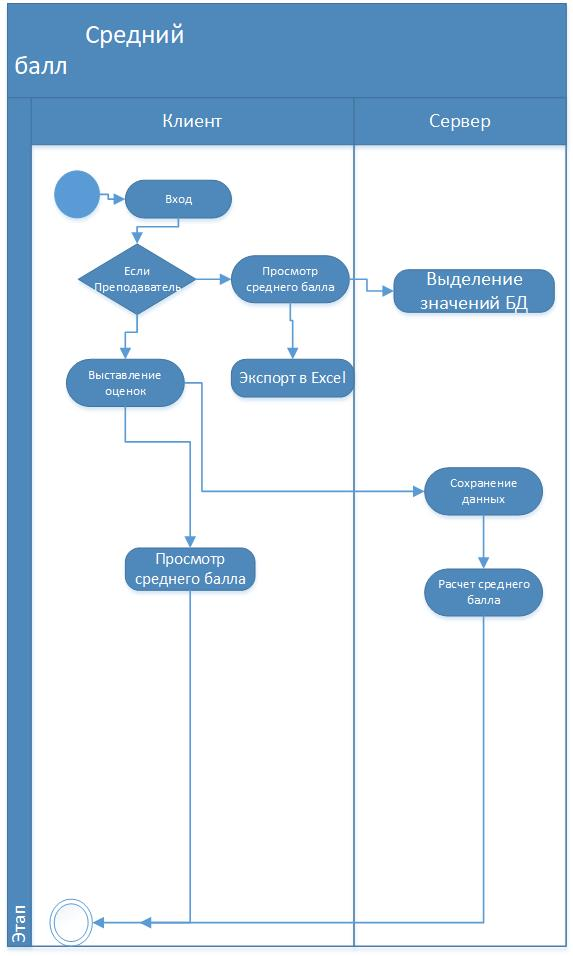 Средний
балл
Клиент
Сервер
Вход
Если
Преподаватель
Просмотр
среднего балла
Выделение
значений БД
Выставление
оценок
Экспорт в Excel
Сохранение
данных
Просмотр
среднего балла
Расчет среднего
балла
Этап